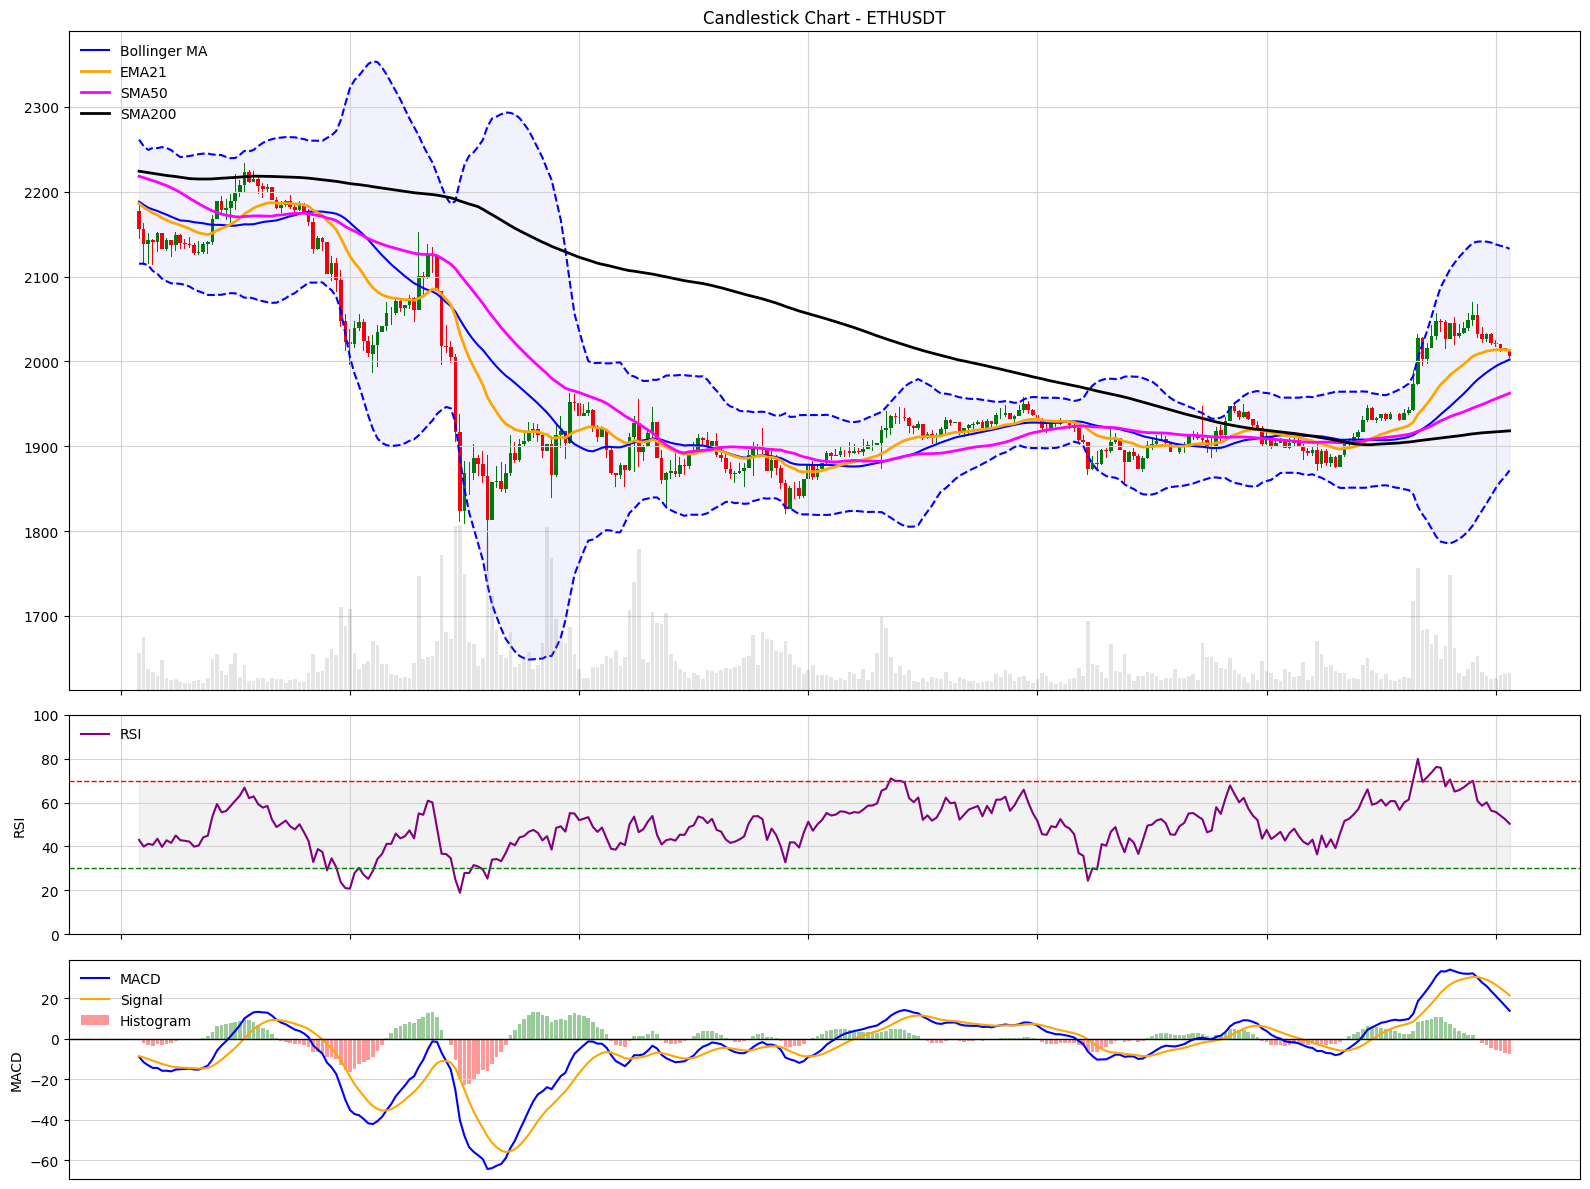 Candlestick Chart - ETHUSDT
Bollinger MA
EMA21
SMA50
SMA200
2300
2200
2100
2000
1900
1800
1700
RSI
100
80
60
40
20
0
RSI
MACD
Signal
Histogram
20
0
−20
−40
−60
MACD